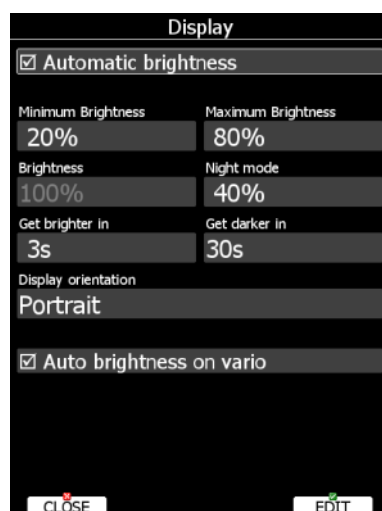 Display
Automatic brightness
Minimum Brightness Maximum Brightness
20% 80%
Brightness Night mode
100% 40%
Get brighter in Get darker in
3s 30s
Display orientation
Portrait
Auto brightness on vario
CLOSE EDIT